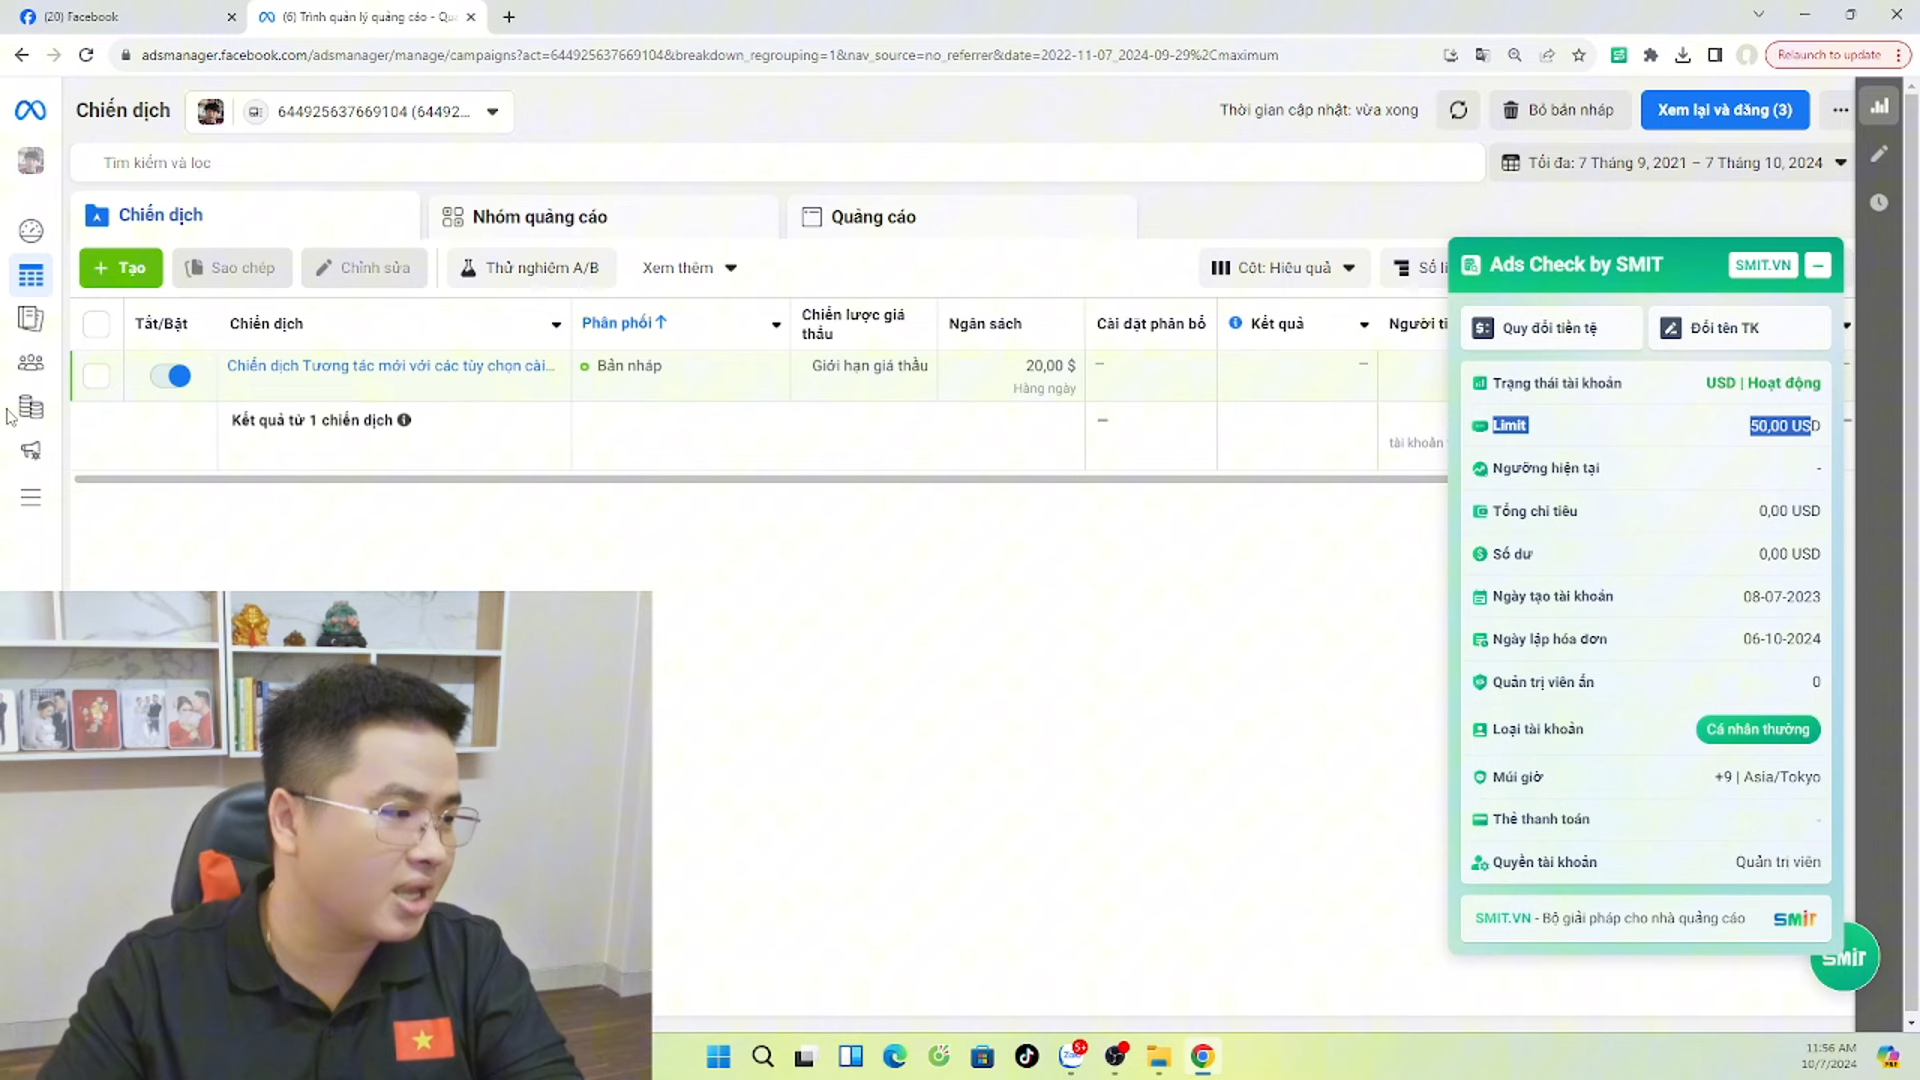 (20) Facebook
(6) Trình quản lý quảng cáo - Qu
adsmanager.facebook.com/adsmanager/manage/campaigns?act=644925637669104&breakdown_regrouping=1&nav_source=no_referrer&date=2022-11-07_2024-09-29%2Cmaximum
Relaunch to update
Chiến dịch
644925637669104 (64492...
Thời gian cập nhật: vừa xong
Bỏ bản nháp
Xem lại và đăng (3)
Tìm kiếm và lọc
Tối đa: 7 Tháng 9, 2021 – 7 Tháng 10, 2024
Chiến dịch
Nhóm quảng cáo
Quảng cáo
+ Tạo
Sao chép
Chỉnh sửa
Thử nghiệm A/B
Xem thêm
Cột: Hiệu quả
Số li
Tắt/Bật
Chiến dịch
Phân phối ↑
Chiến lược giá thầu
Ngân sách
Cài đặt phân bổ
Kết quả
Người ti
Chiến dịch Tương tác mới với các tùy chọn cài...
Bản nháp
Giới hạn giá thầu
20,00 $
Hàng ngày
–
–
Kết quả từ 1 chiến dịch
–
tài khoản
Ads Check by SMIT
SMIT.VN
Quy đổi tiền tệ
Đổi tên TK
Trạng thái tài khoản
USD | Hoạt động
Limit
50,00 USD
Ngưỡng hiện tại
-
Tổng chi tiêu
0,00 USD
Số dư
0,00 USD
Ngày tạo tài khoản
08-07-2023
Ngày lập hóa đơn
06-10-2024
Quản trị viên ẩn
0
Loại tài khoản
Cá nhân thường
Múi giờ
+9 | Asia/Tokyo
Thẻ thanh toán
-
Quyền tài khoản
Quản trị viên
SMIT.VN - Bộ giải pháp cho nhà quảng cáo
smit
smit
Zalo
5+
11:56 AM
10/7/2024